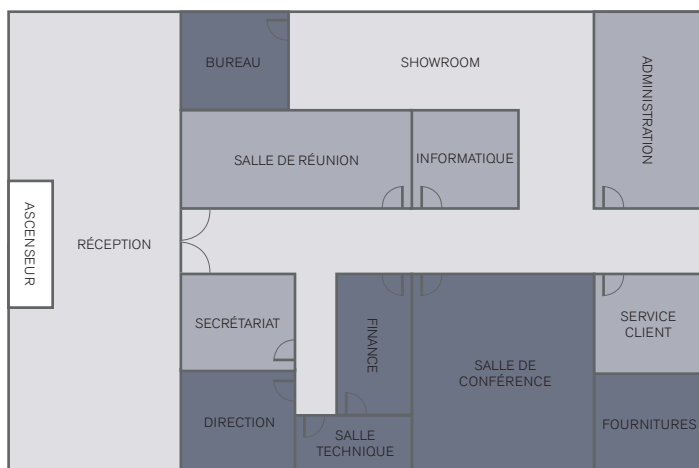 BUREAU
SHOWROOM
ADMINISTRATION
SALLE DE RÉUNION
INFORMATIQUE
ASCENSEUR
RÉCEPTION
SECRÉTARIAT
FINANCE
SALLE DE
CONFÉRENCE
SERVICE
CLIENT
DIRECTION
SALLE
TECHNIQUE
FOURNITURES